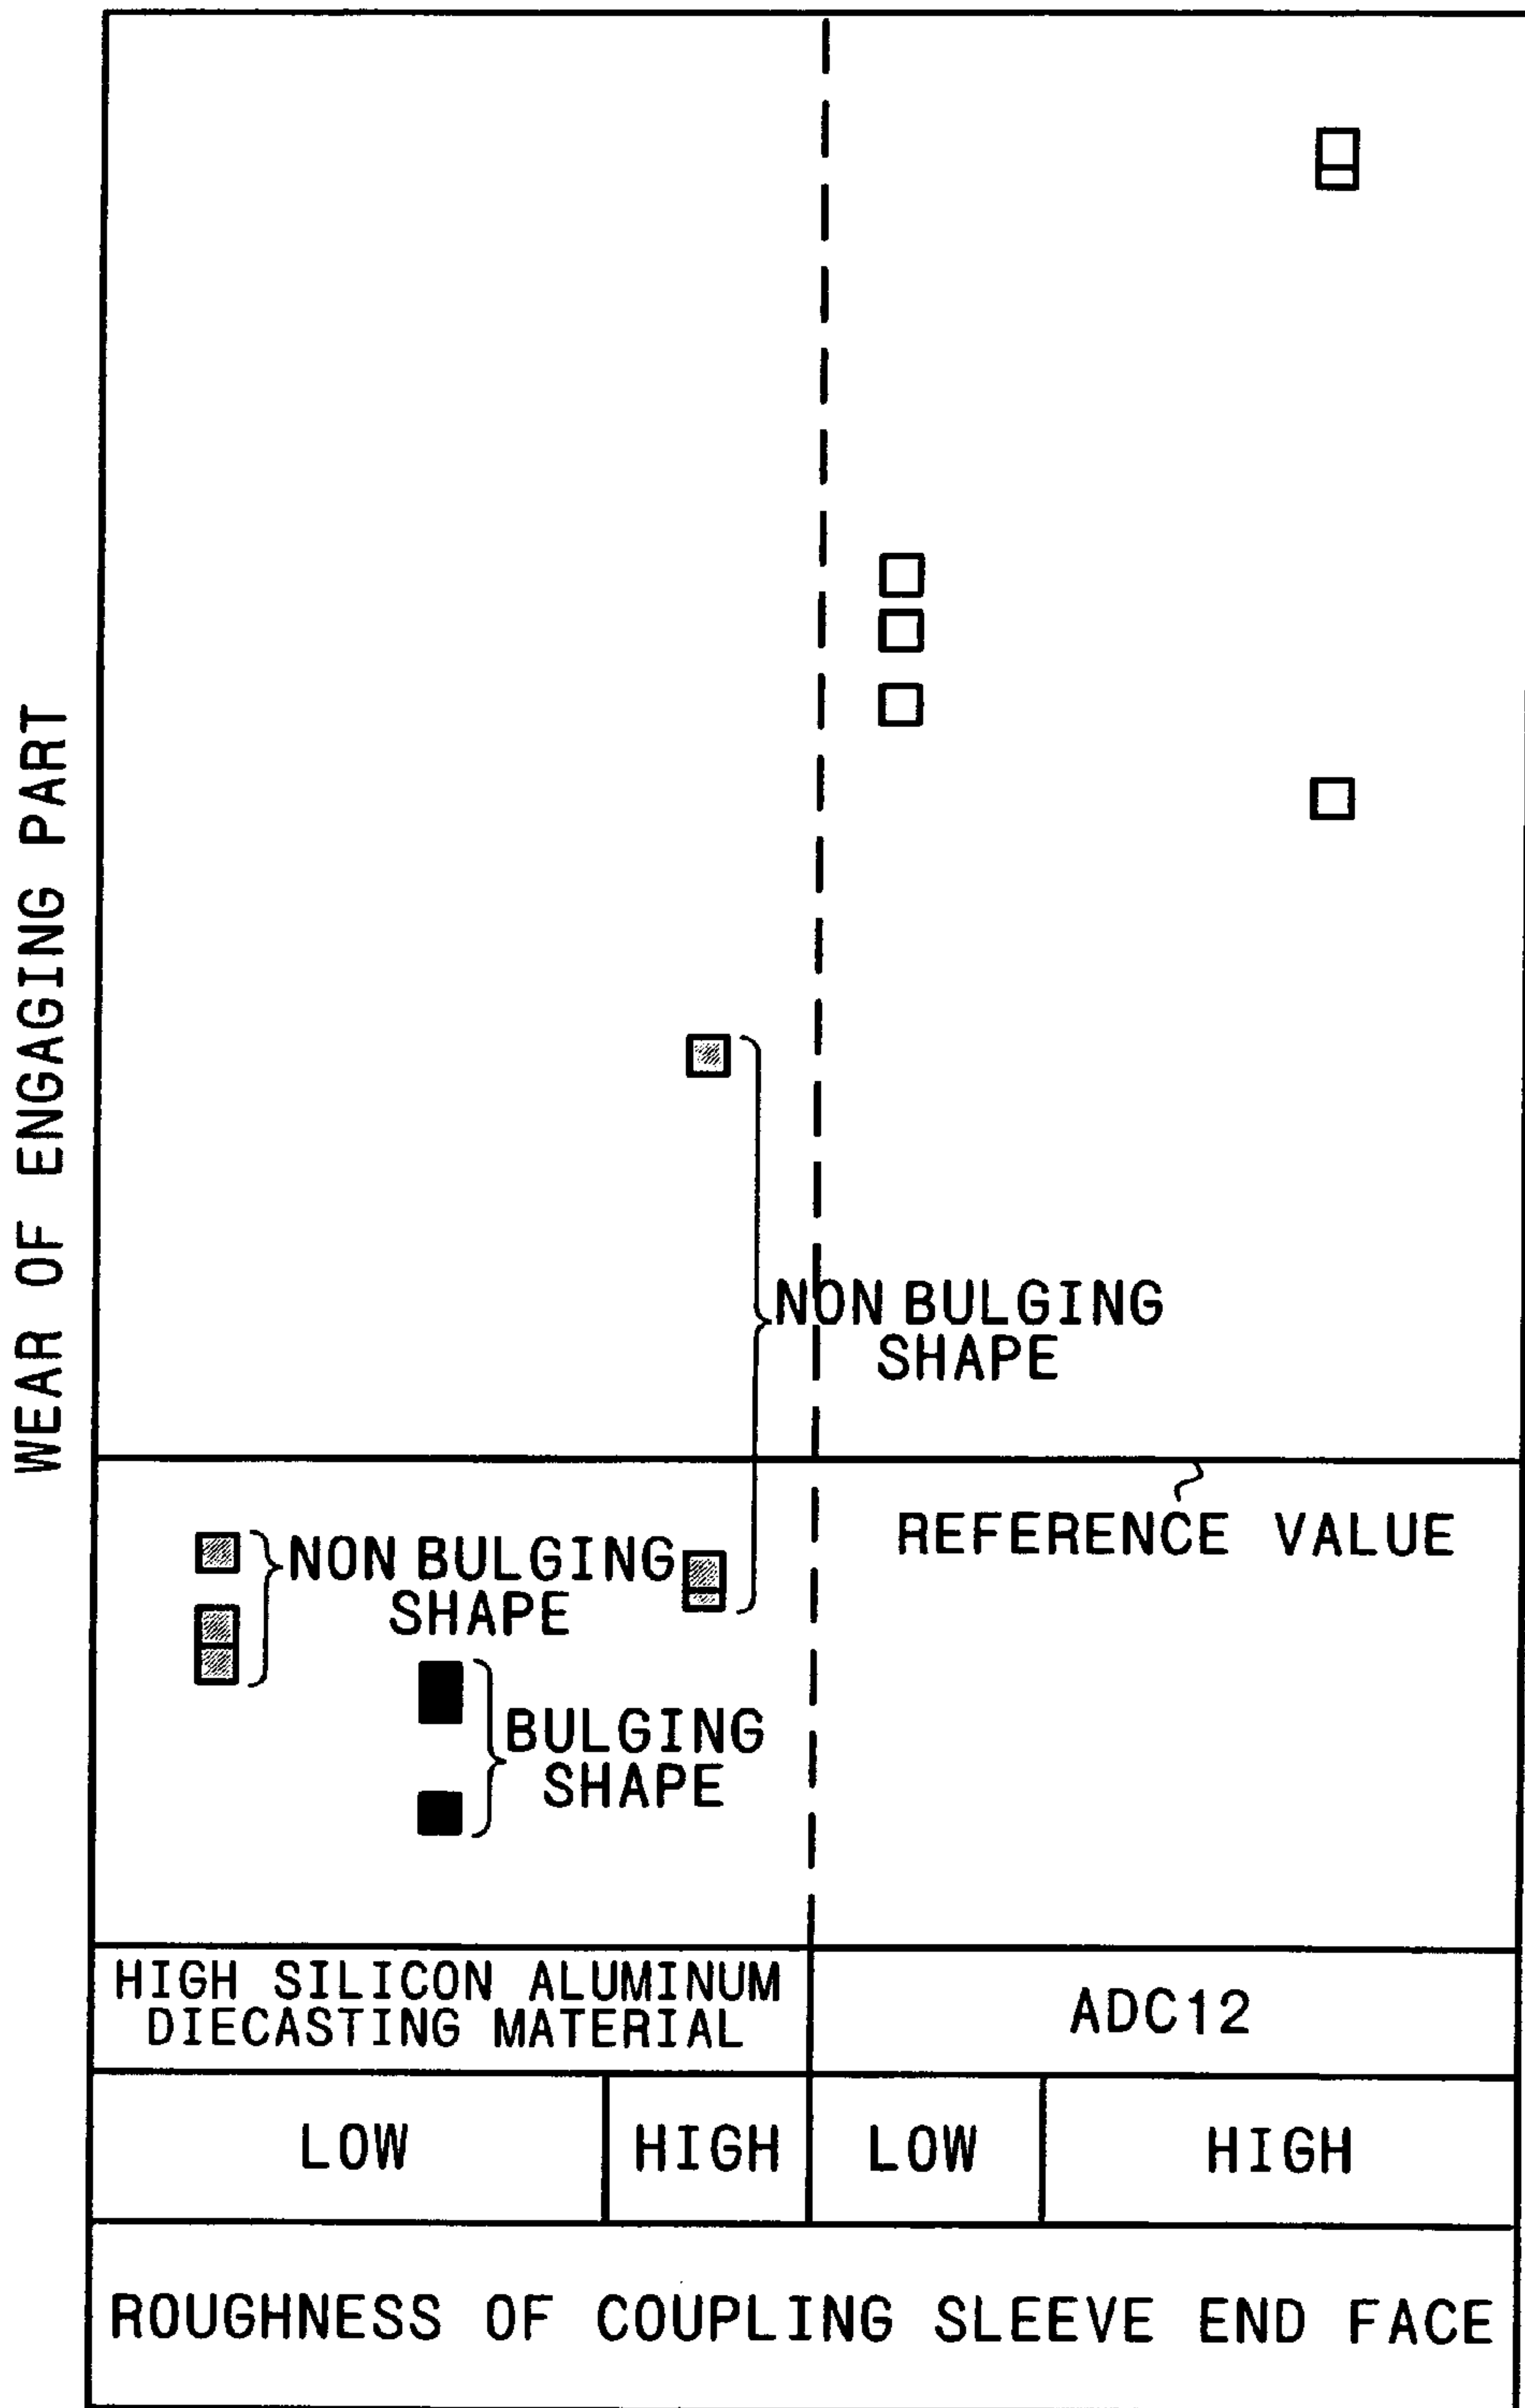 WEAR OF ENGAGING PART
NON BULGING
SHAPE
REFERENCE VALUE
NON BULGING
SHAPE
BULGING
SHAPE
HIGH SILICON ALUMINUM
DIECASTING MATERIAL
ADC12
LOW
HIGH
LOW
HIGH
ROUGHNESS OF COUPLING SLEEVE END FACE